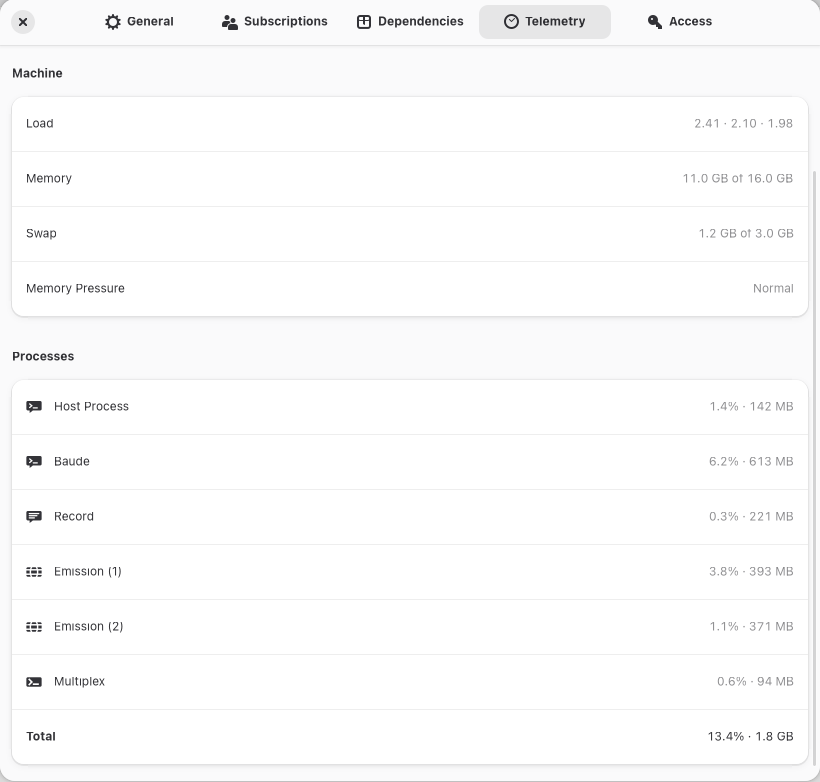 General Subscriptions Dependencies Telemetry Access
Machine
Load 2.41 · 2.10 · 1.98
Memory 11.0 GB of 16.0 GB
Swap 1.2 GB of 3.0 GB
Memory Pressure Normal
Processes
Host Process 1.4% · 142 MB
Baude 6.2% · 613 MB
Record 0.3% · 221 MB
Emission (1) 3.8% · 393 MB
Emission (2) 1.1% · 371 MB
Multiplex 0.6% · 94 MB
Total 13.4% · 1.8 GB